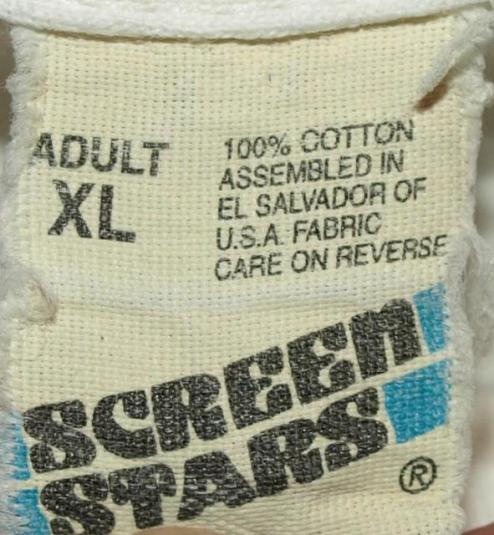 ADULT
XL
100% COTTON
ASSEMBLED IN
EL SALVADOR OF
U.S.A. FABRIC
CARE ON REVERSE
SCREEN
STARS
®